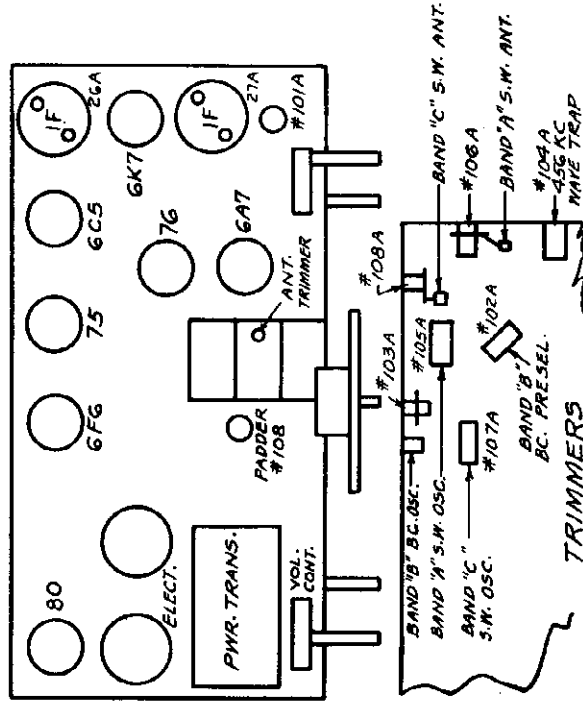 80
6F6
75
6C5
IF
26A
ELECT.
6K7
76
PWR. TRANS.
6A7
IF
27A
PADDER
#108
ANT.
TRIMMER
#101A
VOL.
CONT.
#103A
#108A
BAND "C" S.W. ANT.
BAND "B" BC. OSC.
#105A
#106A
BAND "A" S.W. OSC.
BAND "A" S.W. ANT.
#107A
#102A
BAND "C"
S.W. OSC.
BAND "B"
BC. PRESEL.
#104A
456 KC
WAVE TRAP
TRIMMERS